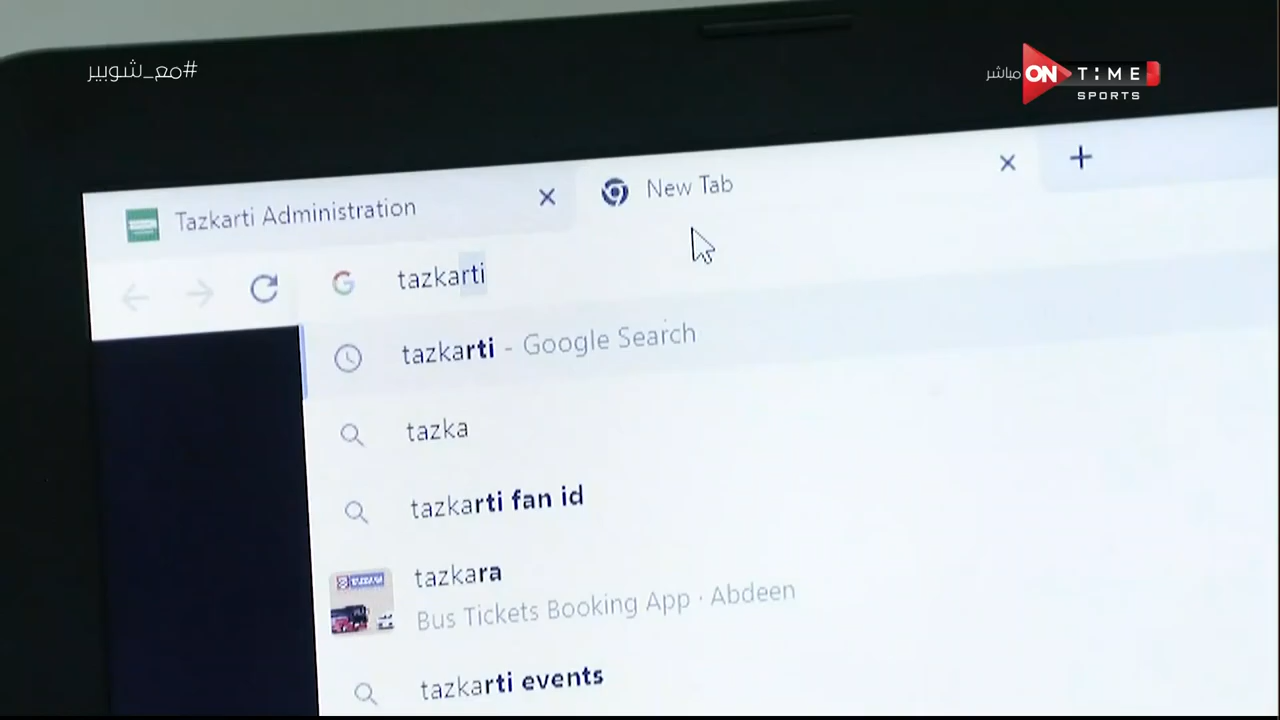 #مع_شوبير
مباشر ON TIME
SPORTS
Tazkarti Administration
New Tab
tazkarti
tazkarti - Google Search
tazka
tazkarti fan id
tazkara
Bus Tickets Booking App · Abdeen
tazkarti events